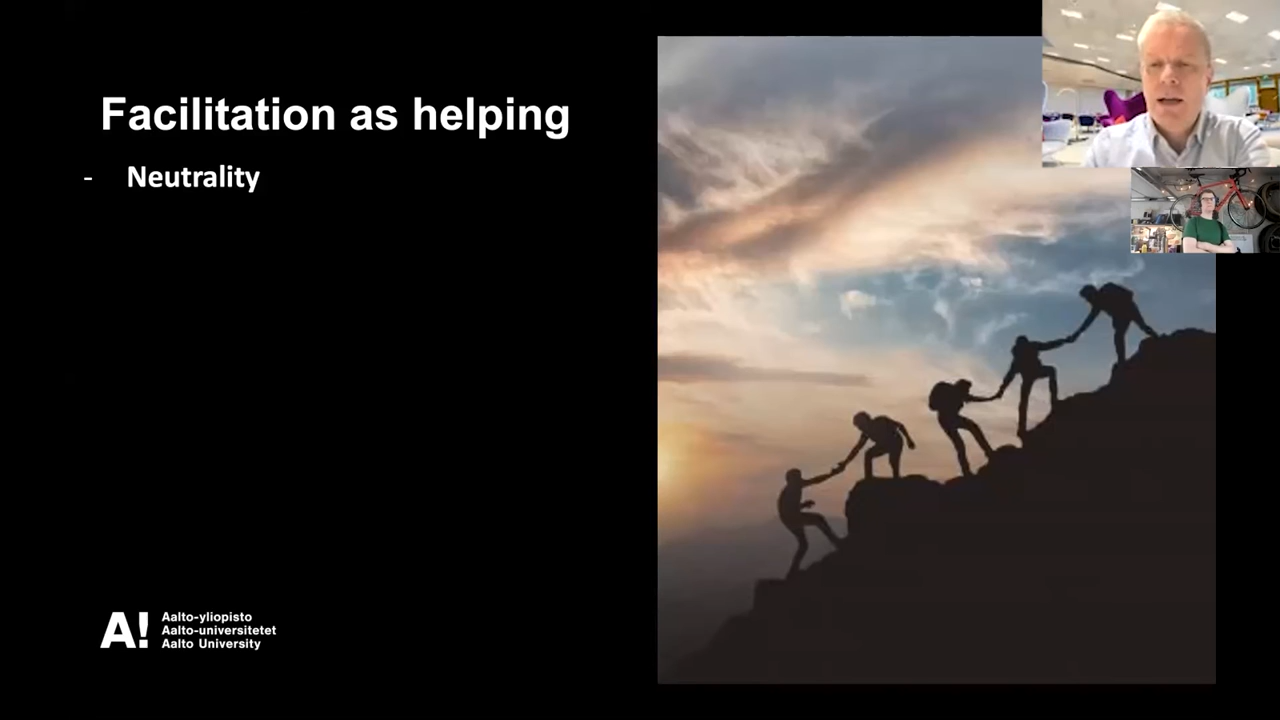 Facilitation as helping
- Neutrality
A! Aalto-yliopisto
Aalto-universitetet
Aalto University